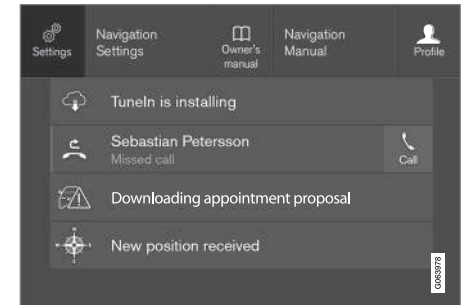 Settings
Navigation
Settings
Owner's
manual
Navigation
Manual
Profile
TuneIn is installing
Sebastian Petersson
Missed call
Call
Downloading appointment proposal
New position received
G063978